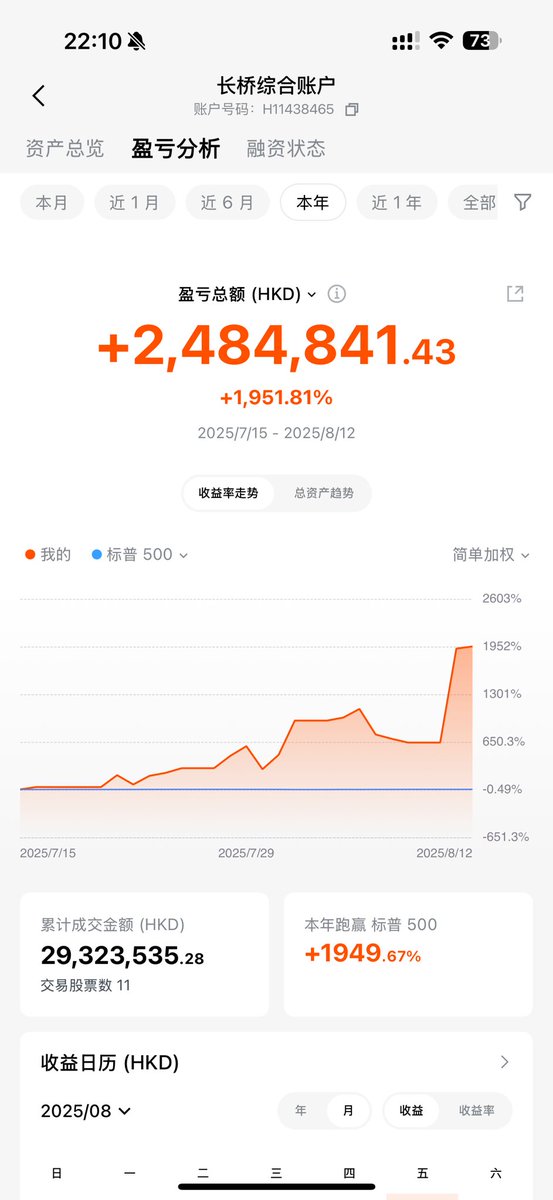 22:10
73
长桥综合账户
账户号码：H11438465
资产总览 盈亏分析 融资状态
本月 近 1 月 近 6 月 本年 近 1 年 全部
盈亏总额 (HKD)
+2,484,841.43
+1,951.81%
2025/7/15 - 2025/8/12
收益率走势 总资产趋势
我的 标普 500 简单加权
2603%
1952%
1301%
650.3%
-0.49%
-651.3%
2025/7/15 2025/7/29 2025/8/12
累计成交金额 (HKD)
29,323,535.28
交易股票数 11
本年跑赢 标普 500
+1949.67%
收益日历 (HKD)
2025/08 年 月 收益 收益率
日 一 二 三 四 五 六